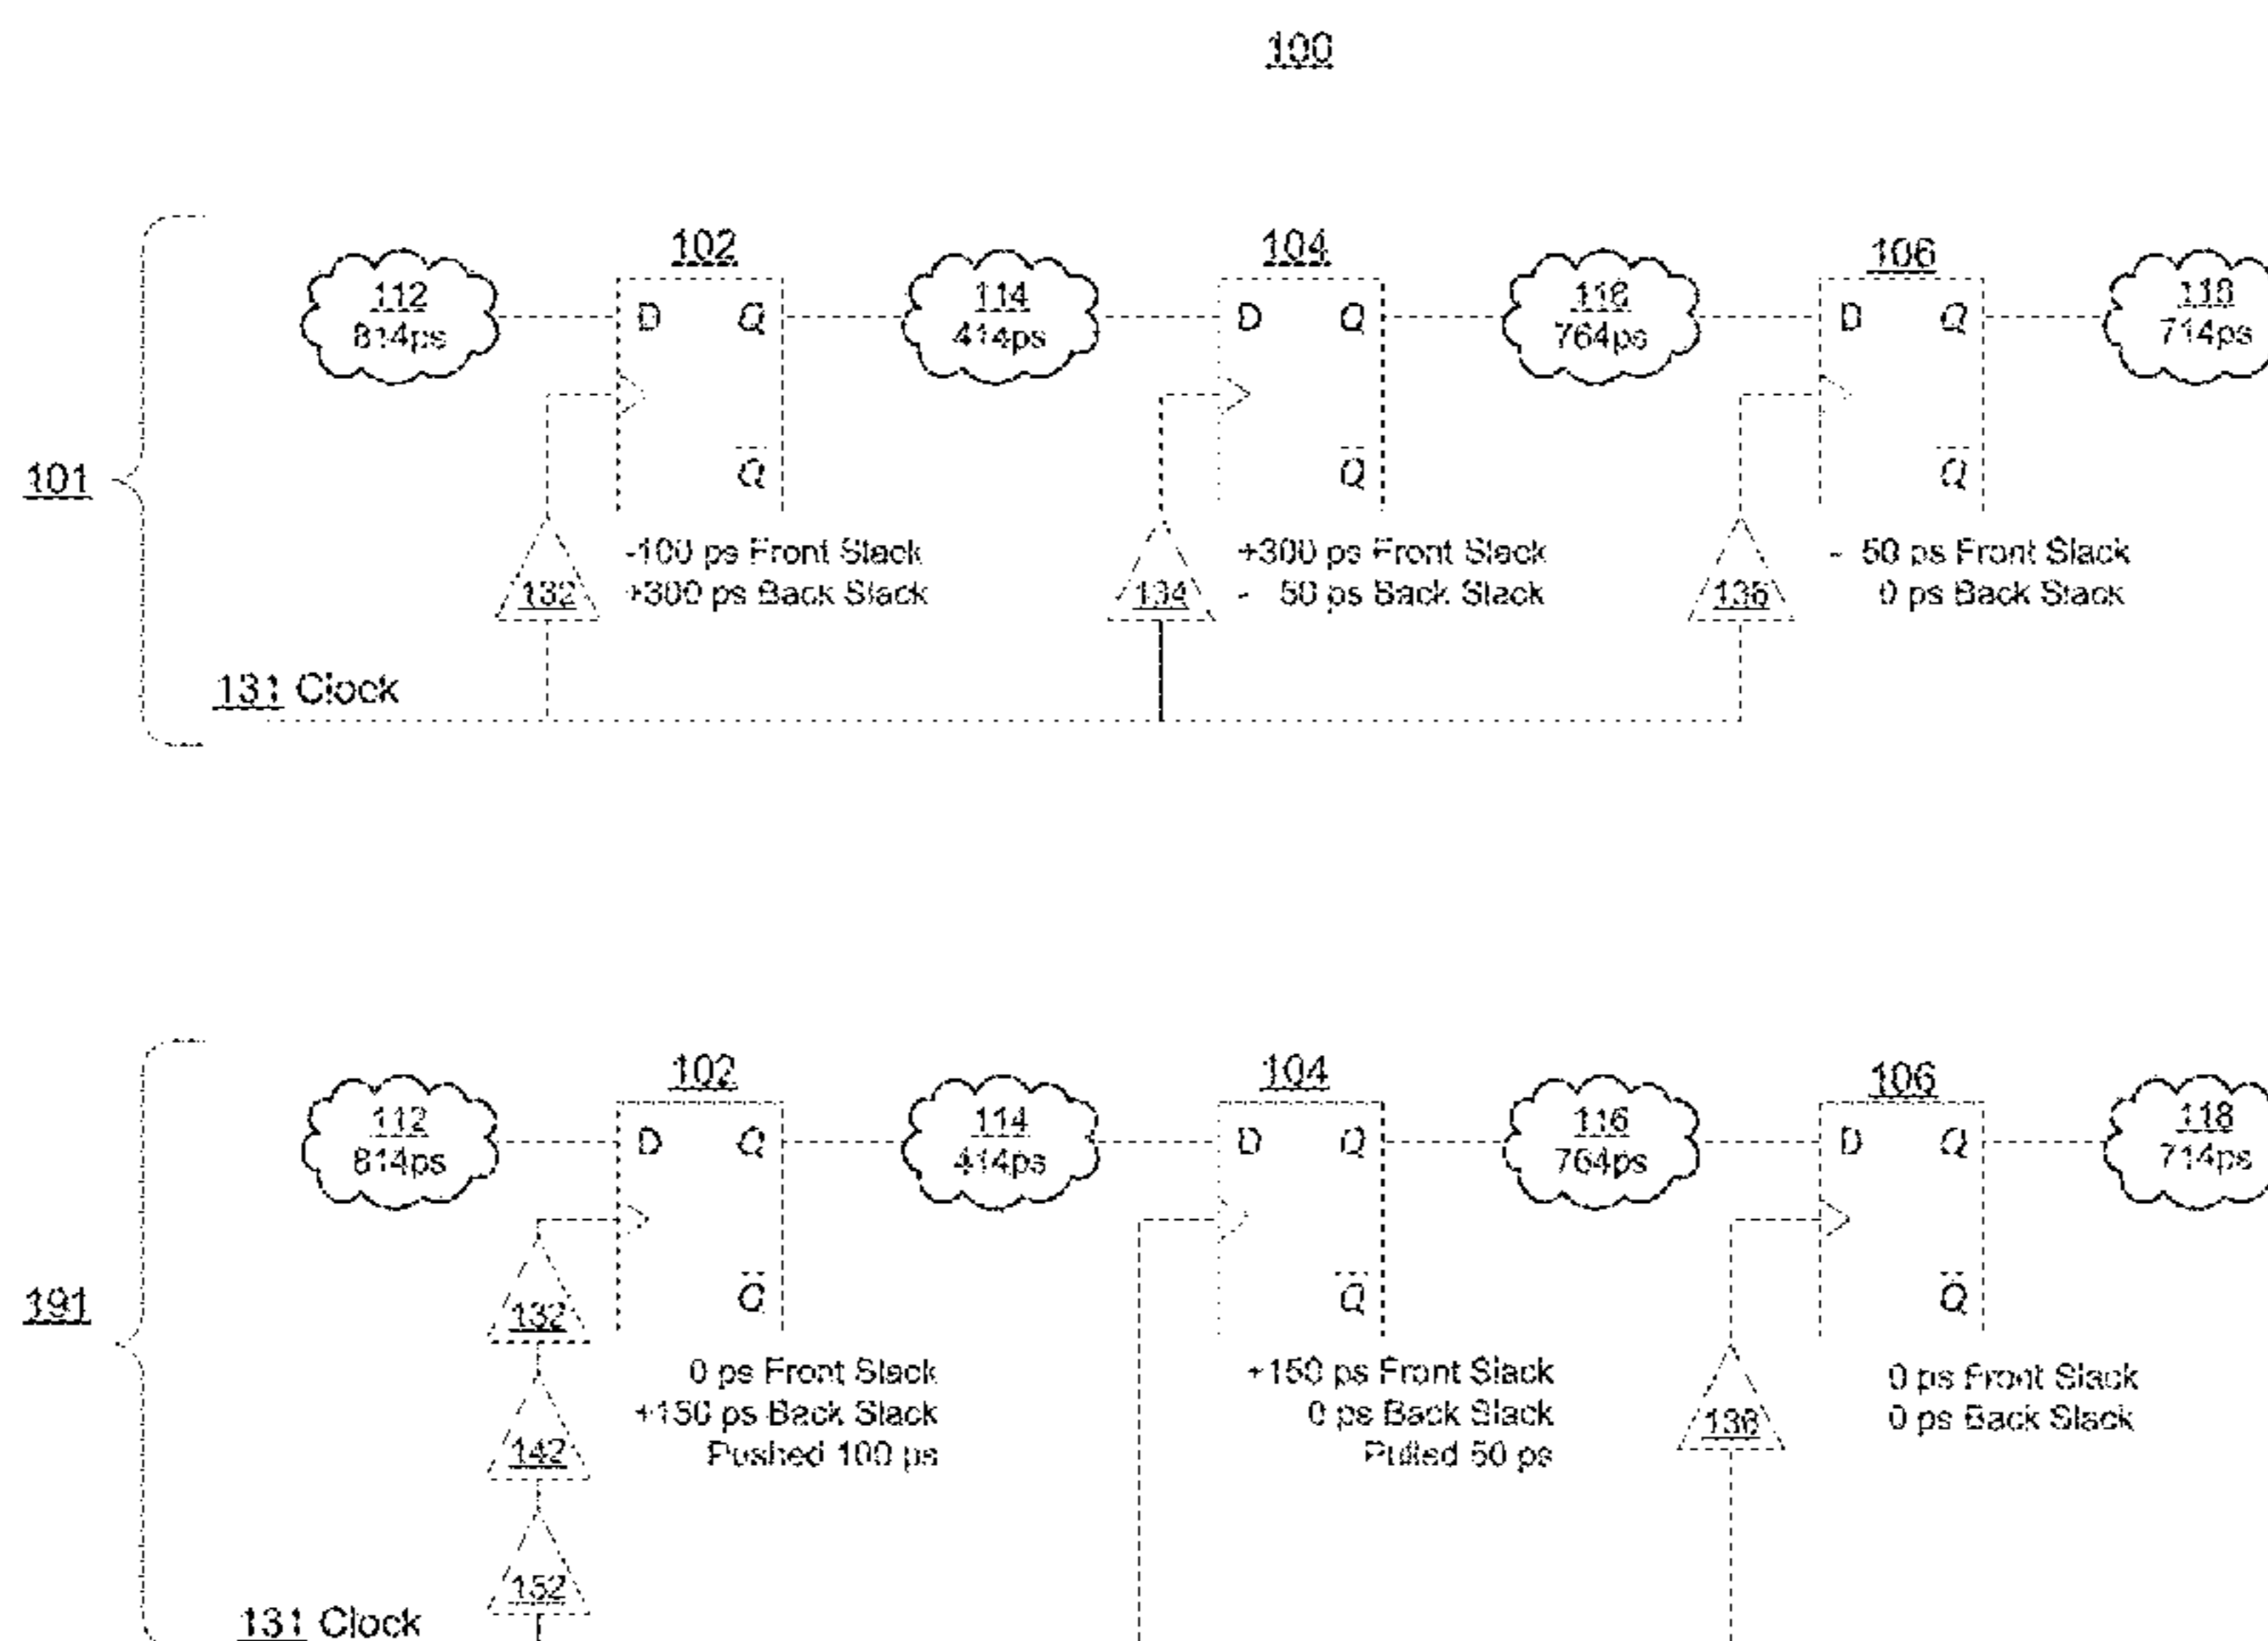 100
102 104 106
112 114 116 118
814ps 414ps 764ps 714ps
D Q D Q D Q
101
Q Q Q
-100 ps Front Slack +300 ps Front Slack - 50 ps Front Slack
132 +300 ps Back Slack 134 - 50 ps Back Slack 136 0 ps Back Slack
131 Clock
102 104 106
112 114 116 118
814ps 414ps 764ps 714ps
D Q D Q D Q
191
132 Q Q Q
0 ps Front Slack +150 ps Front Slack 0 ps Front Slack
+150 ps Back Slack 0 ps Back Slack 136 0 ps Back Slack
142 Pushed 100 ps Pulled 50 ps
152
131 Clock